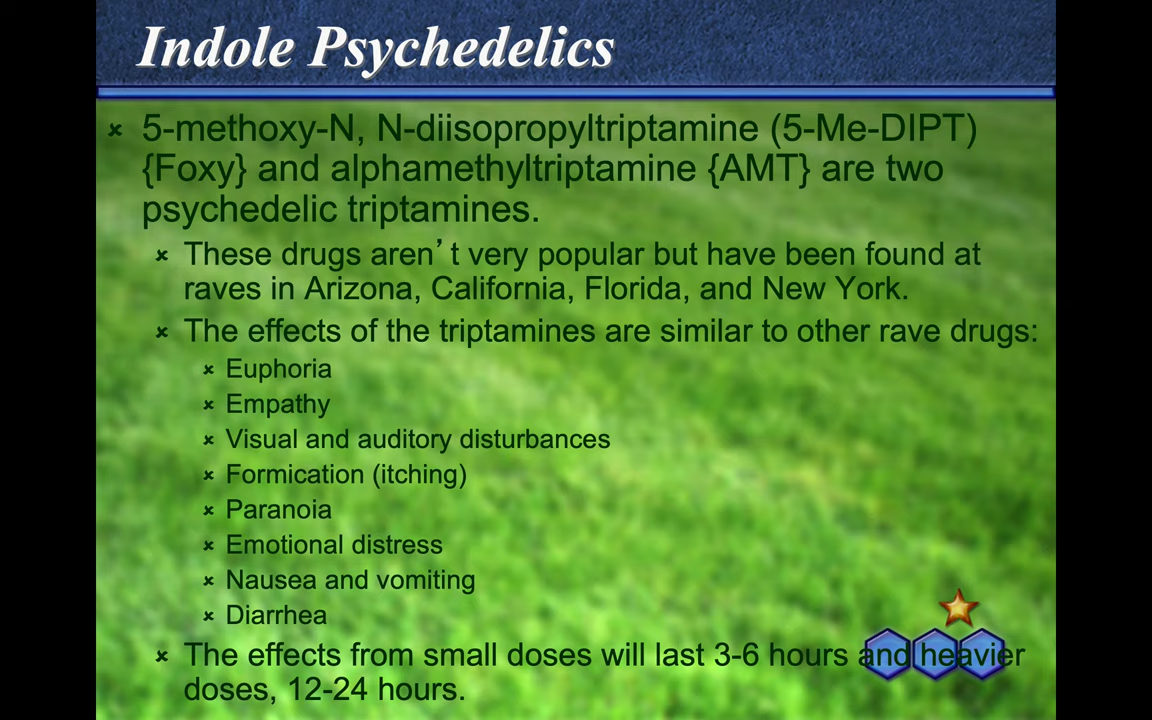 Indole Psychedelics
5-methoxy-N, N-diisopropyltriptamine (5-Me-DIPT)
{Foxy} and alphamethyltriptamine {AMT} are two
psychedelic triptamines.
These drugs aren’t very popular but have been found at
raves in Arizona, California, Florida, and New York.
The effects of the triptamines are similar to other rave drugs:
Euphoria
Empathy
Visual and auditory disturbances
Formication (itching)
Paranoia
Emotional distress
Nausea and vomiting
Diarrhea
The effects from small doses will last 3-6 hours and heavier
doses, 12-24 hours.